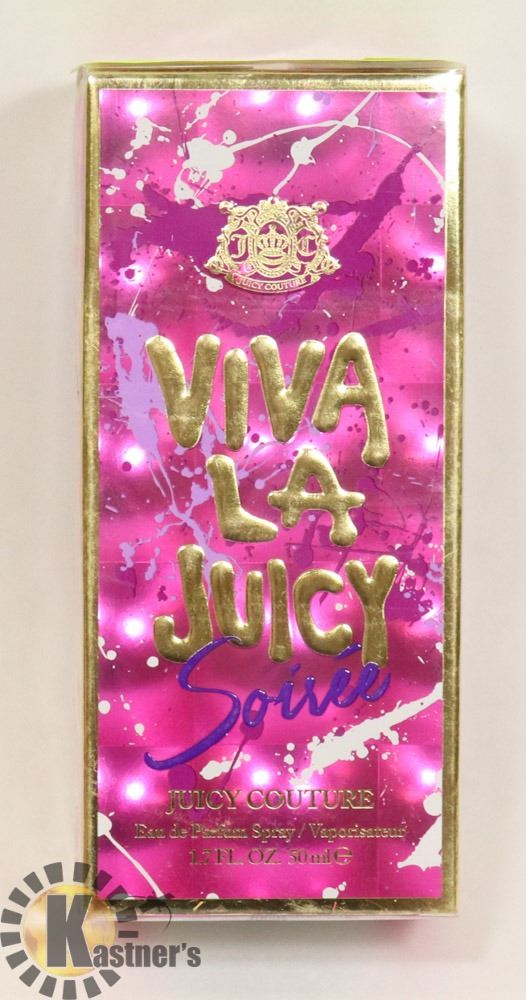 J C
JUICY COUTURE
VIVA
LA
JUICY
Soirée
JUICY COUTURE
Eau de Parfum Spray / Vaporisateur
1.7 FL. OZ. 50 ml ℮
Kastner's